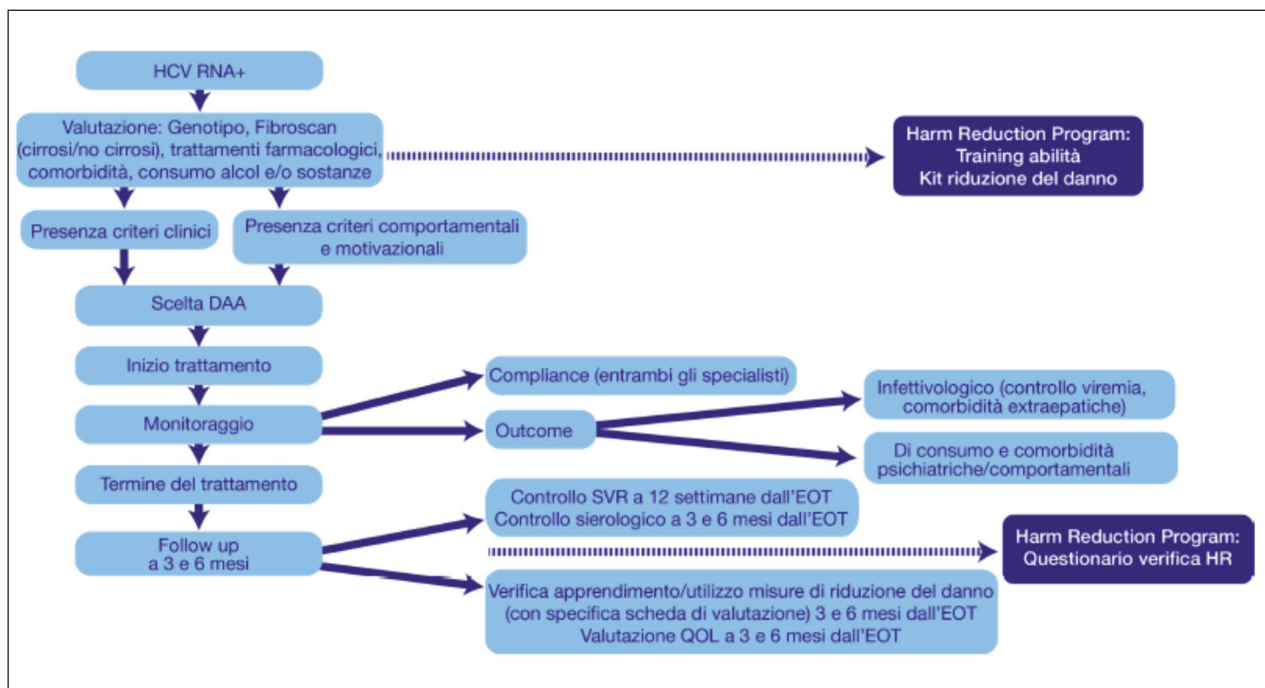 HCV RNA+
Valutazione: Genotipo, Fibroscan
(cirrosi/no cirrosi), trattamenti farmacologici,
comorbidità, consumo alcol e/o sostanze
Harm Reduction Program:
Training abilità
Kit riduzione del danno
Presenza criteri clinici
Presenza criteri comportamentali
e motivazionali
Scelta DAA
Inizio trattamento
Monitoraggio
Compliance (entrambi gli specialisti)
Outcome
Infettivologico (controllo viremia,
comorbidità extraepatiche)
Di consumo e comorbidità
psichiatriche/comportamentali
Termine del trattamento
Follow up
a 3 e 6 mesi
Controllo SVR a 12 settimane dall'EOT
Controllo sierologico a 3 e 6 mesi dall'EOT
Harm Reduction Program:
Questionario verifica HR
Verifica apprendimento/utilizzo misure di riduzione del danno
(con specifica scheda di valutazione) 3 e 6 mesi dall'EOT
Valutazione QOL a 3 e 6 mesi dall'EOT